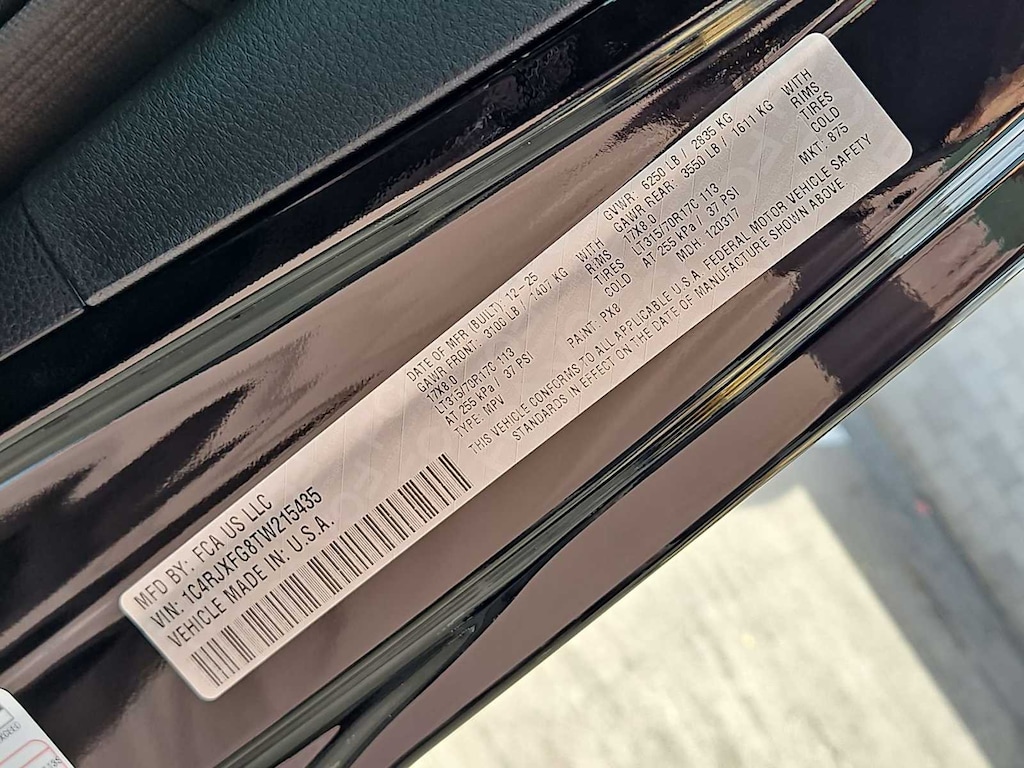 MFD BY: FCA US LLC
VIN: 1C4RJXFG8TW215435
VEHICLE MADE IN: U.S.A.
DATE OF MFR (BUILT) 12-25
GAWR FRONT: 3100 LB / 1407 KG WITH
17X8.0 RIMS
LT315/70R17C 113 TIRES
AT 255 KPa / 37 PSI COLD
TYPE: MPV PAINT: PX8
GVWR: 6250 LB / 2835 KG
GAWR REAR: 3550 LB / 1611 KG WITH
17X8.0 RIMS
LT315/70R17C 113 TIRES
AT 255 KPa / 37 PSI COLD
MDH: 120317 MKT: 875
THIS VEHICLE CONFORMS TO ALL APPLICABLE U.S.A. FEDERAL MOTOR VEHICLE SAFETY
STANDARDS IN EFFECT ON THE DATE OF MANUFACTURE SHOWN ABOVE